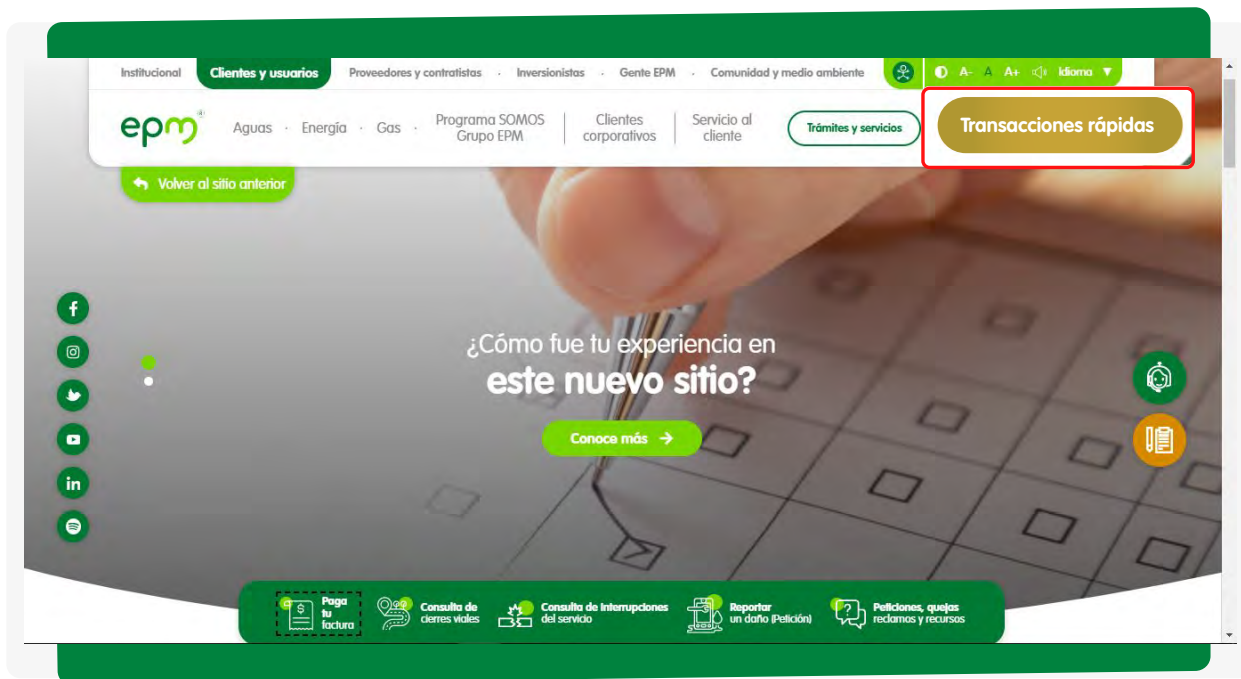 Institucional Clientes y usuarios Proveedores y contratistas · Inversionistas · Gente EPM · Comunidad y medio ambiente A- A A+ Idioma ▼
epm® Aguas · Energía · Gas · Programa SOMOS Grupo EPM Clientes corporativos Servicio al cliente Trámites y servicios Transacciones rápidas
Volver al sitio anterior
¿Cómo fue tu experiencia en
este nuevo sitio?
Conoce más →
Paga
tu
factura
Consulta de
cierres viales
Consulta de Interrupciones
del servicio
Reportar
un daño (Petición)
Peticiones, quejas
reclamos y recursos